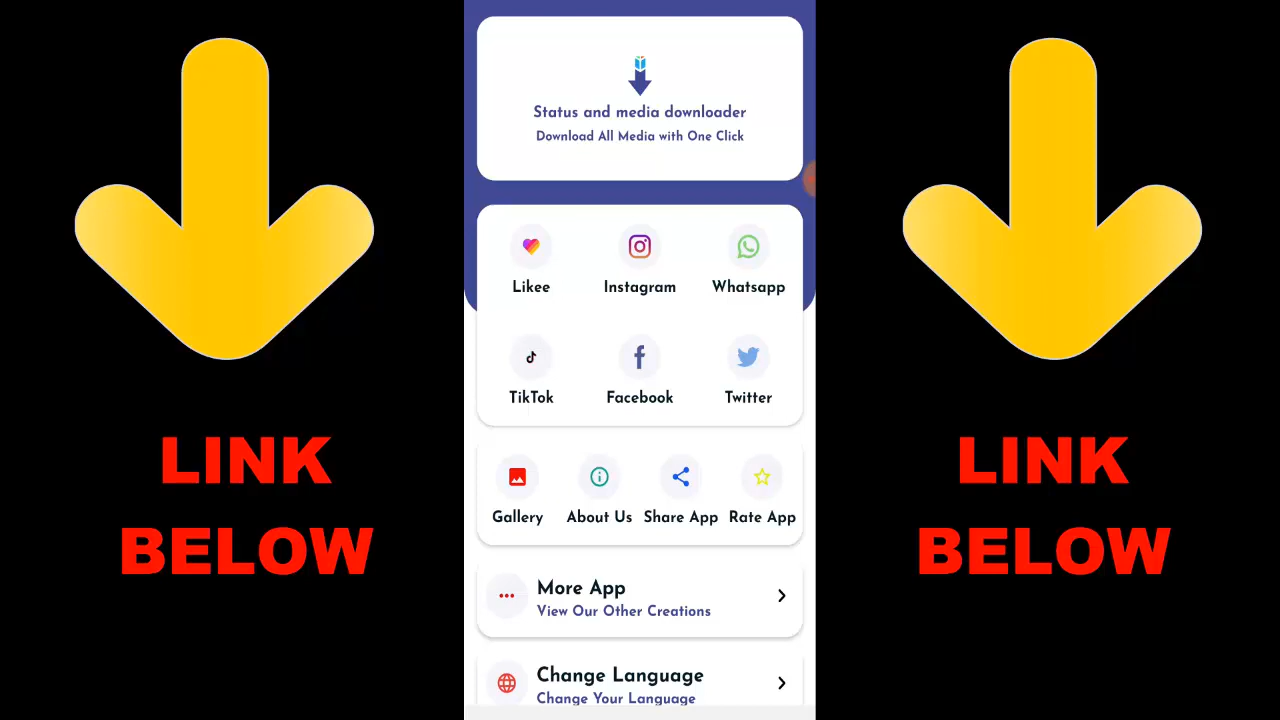 Status and media downloader
Download All Media with One Click
Likee
Instagram
Whatsapp
TikTok
Facebook
Twitter
LINK
BELOW
Gallery
About Us
Share App
Rate App
More App
View Our Other Creations
Change Language
Change Your Language
LINK
BELOW